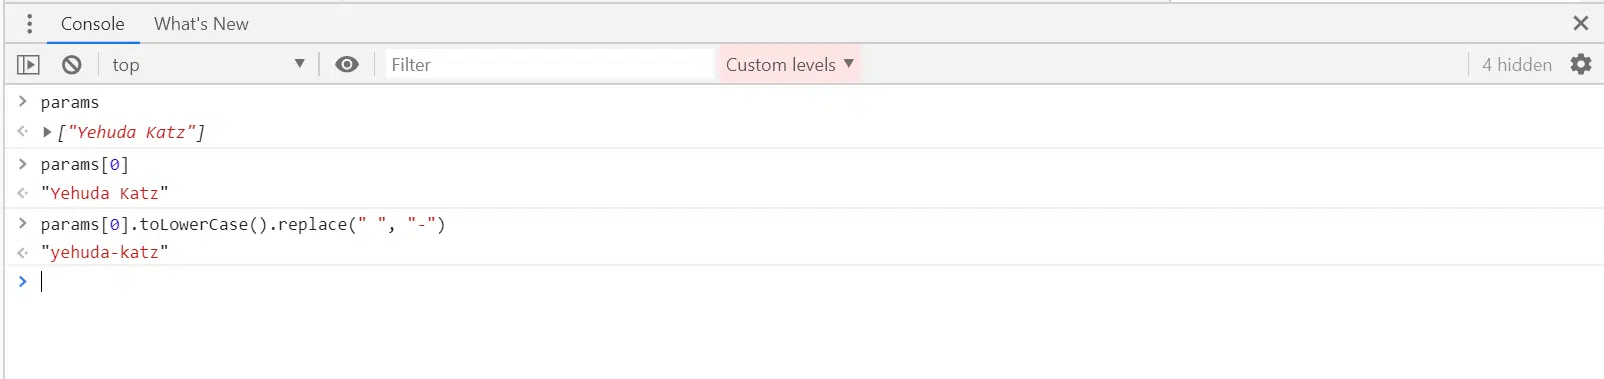 Console What's New
top Filter Custom levels 4 hidden
params
["Yehuda Katz"]
params[0]
"Yehuda Katz"
params[0].toLowerCase().replace(" ", "-")
"yehuda-katz"